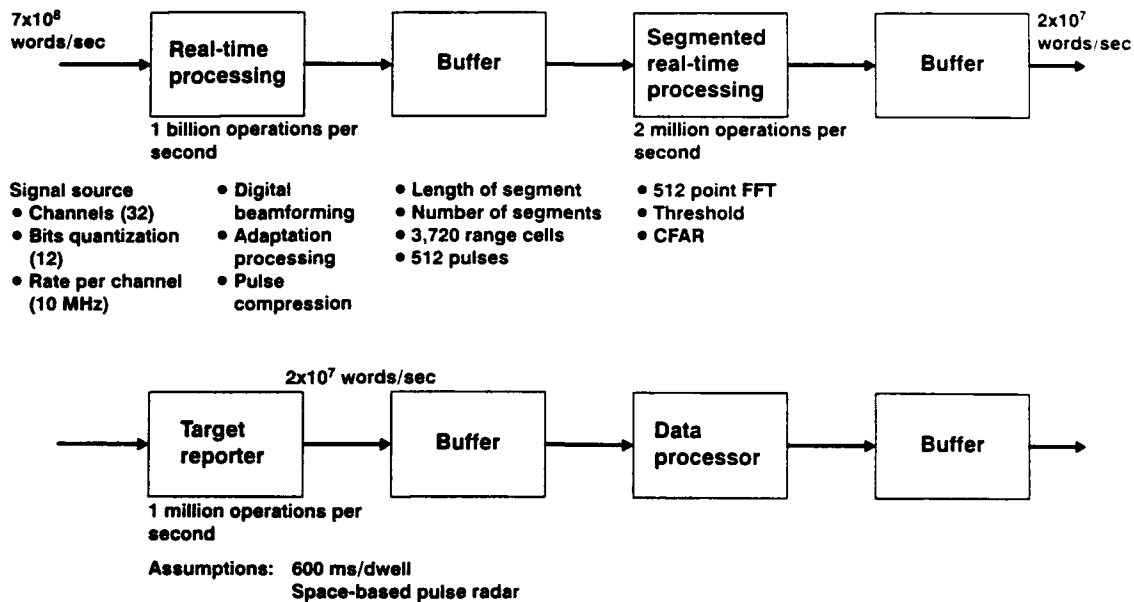 7x10⁸
words/sec
Real-time
processing
Buffer
Segmented
real-time
processing
Buffer
2x10⁷
words/sec
1 billion operations per
second
2 million operations per
second
Signal source
• Channels (32)
• Bits quantization
(12)
• Rate per channel
(10 MHz)
• Digital
beamforming
• Adaptation
processing
• Pulse
compression
• Length of segment
• Number of segments
• 3,720 range cells
• 512 pulses
• 512 point FFT
• Threshold
• CFAR
2x10⁷ words/sec
Target
reporter
Buffer
Data
processor
Buffer
1 million operations per
second
Assumptions: 600 ms/dwell
Space-based pulse radar